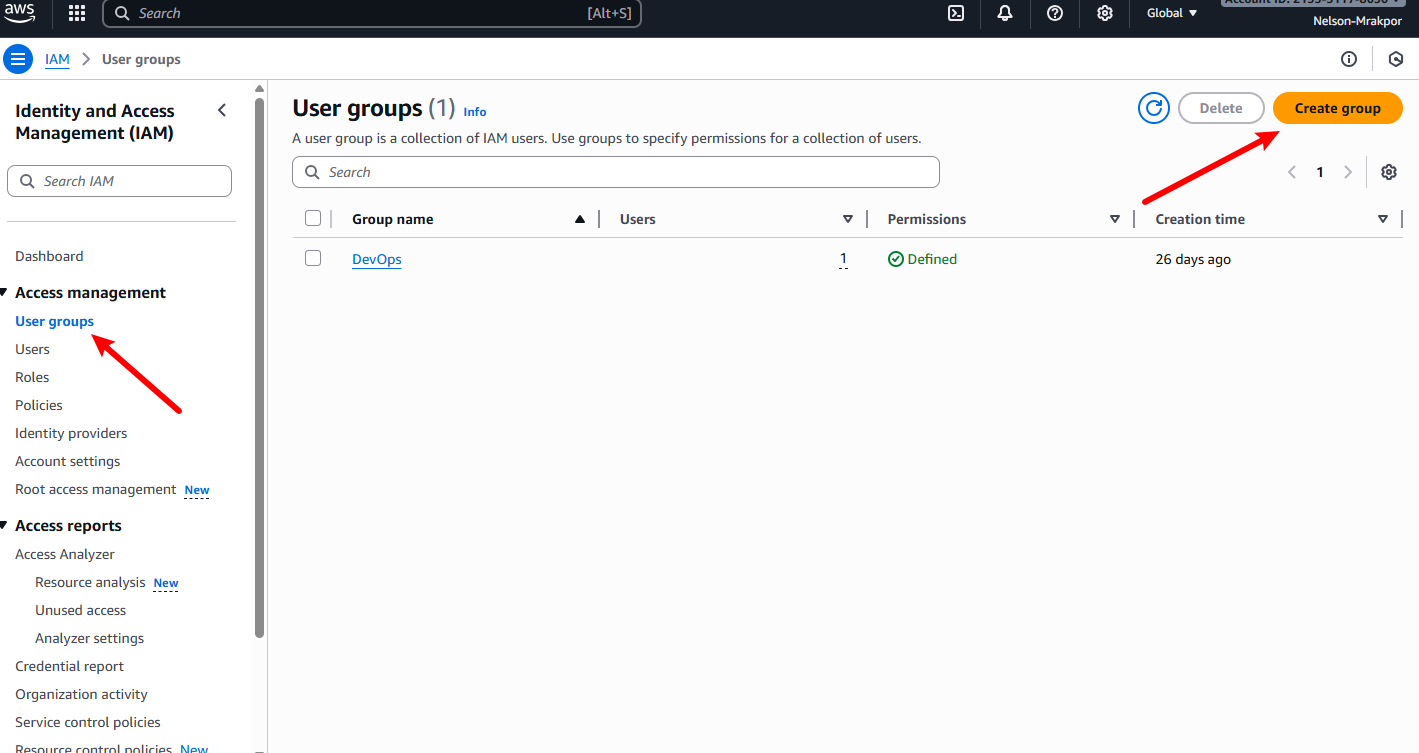 aws
Search
[Alt+S]
Global
Nelson-Mrakpor
IAM
User groups
Identity and Access
Management (IAM)
Search IAM
Dashboard
Access management
User groups
Users
Roles
Policies
Identity providers
Account settings
Root access management New
Access reports
Access Analyzer
Resource analysis New
Unused access
Analyzer settings
Credential report
Organization activity
Service control policies
Resource control policies New
User groups (1) Info
Delete
Create group
A user group is a collection of IAM users. Use groups to specify permissions for a collection of users.
Search
1
Group name Users Permissions Creation time
DevOps 1 Defined 26 days ago